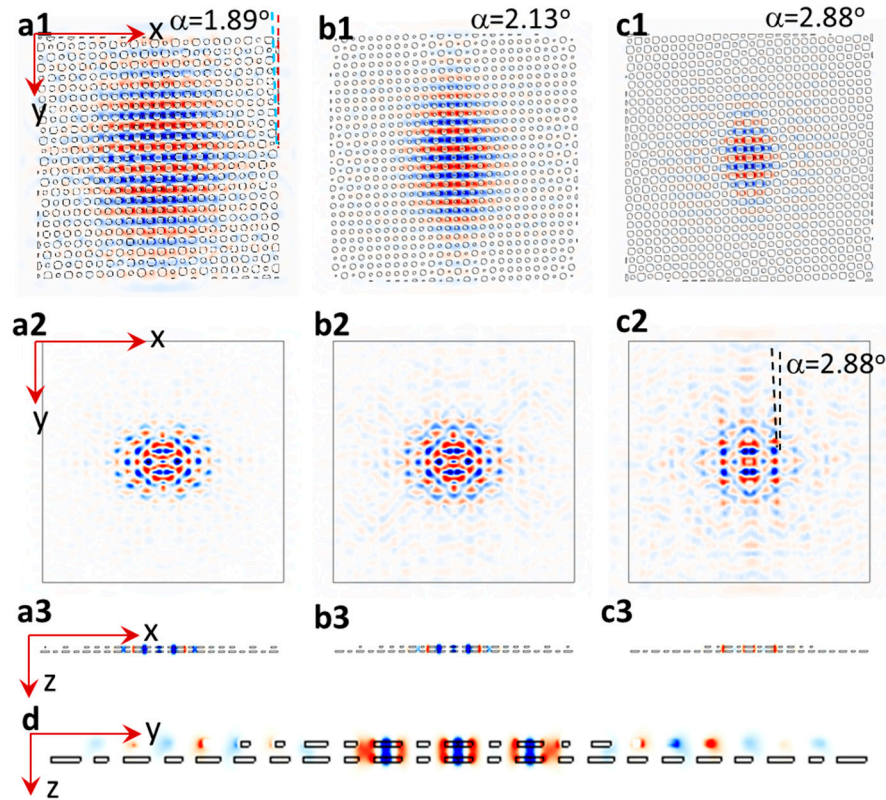 a1 x α=1.89° b1 α=2.13° c1 α=2.88°
y
a2 x b2 c2
α=2.88°
y
a3 x b3 c3
z
d y
z